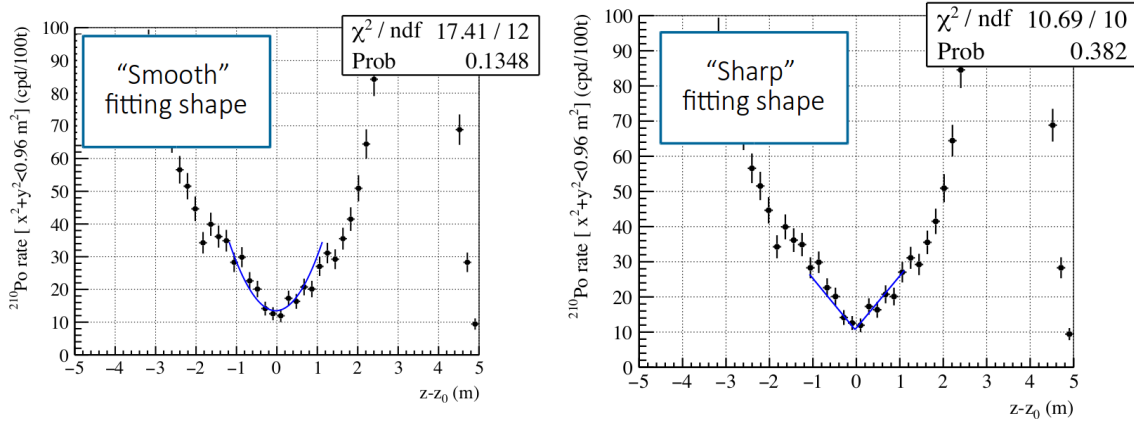 χ² / ndf 17.41 / 12
Prob 0.1348
"Smooth"
fitting shape
²¹⁰Po rate [ x²+y²<0.96 m²] (cpd/100t)
100
90
80
70
60
50
40
30
20
10
0
−5 −4 −3 −2 −1 0 1 2 3 4 5
z-z₀ (m)
χ² / ndf 10.69 / 10
Prob 0.382
"Sharp"
fitting shape
²¹⁰Po rate [ x²+y²<0.96 m²] (cpd/100t)
100
90
80
70
60
50
40
30
20
10
0
−5 −4 −3 −2 −1 0 1 2 3 4 5
z-z₀ (m)